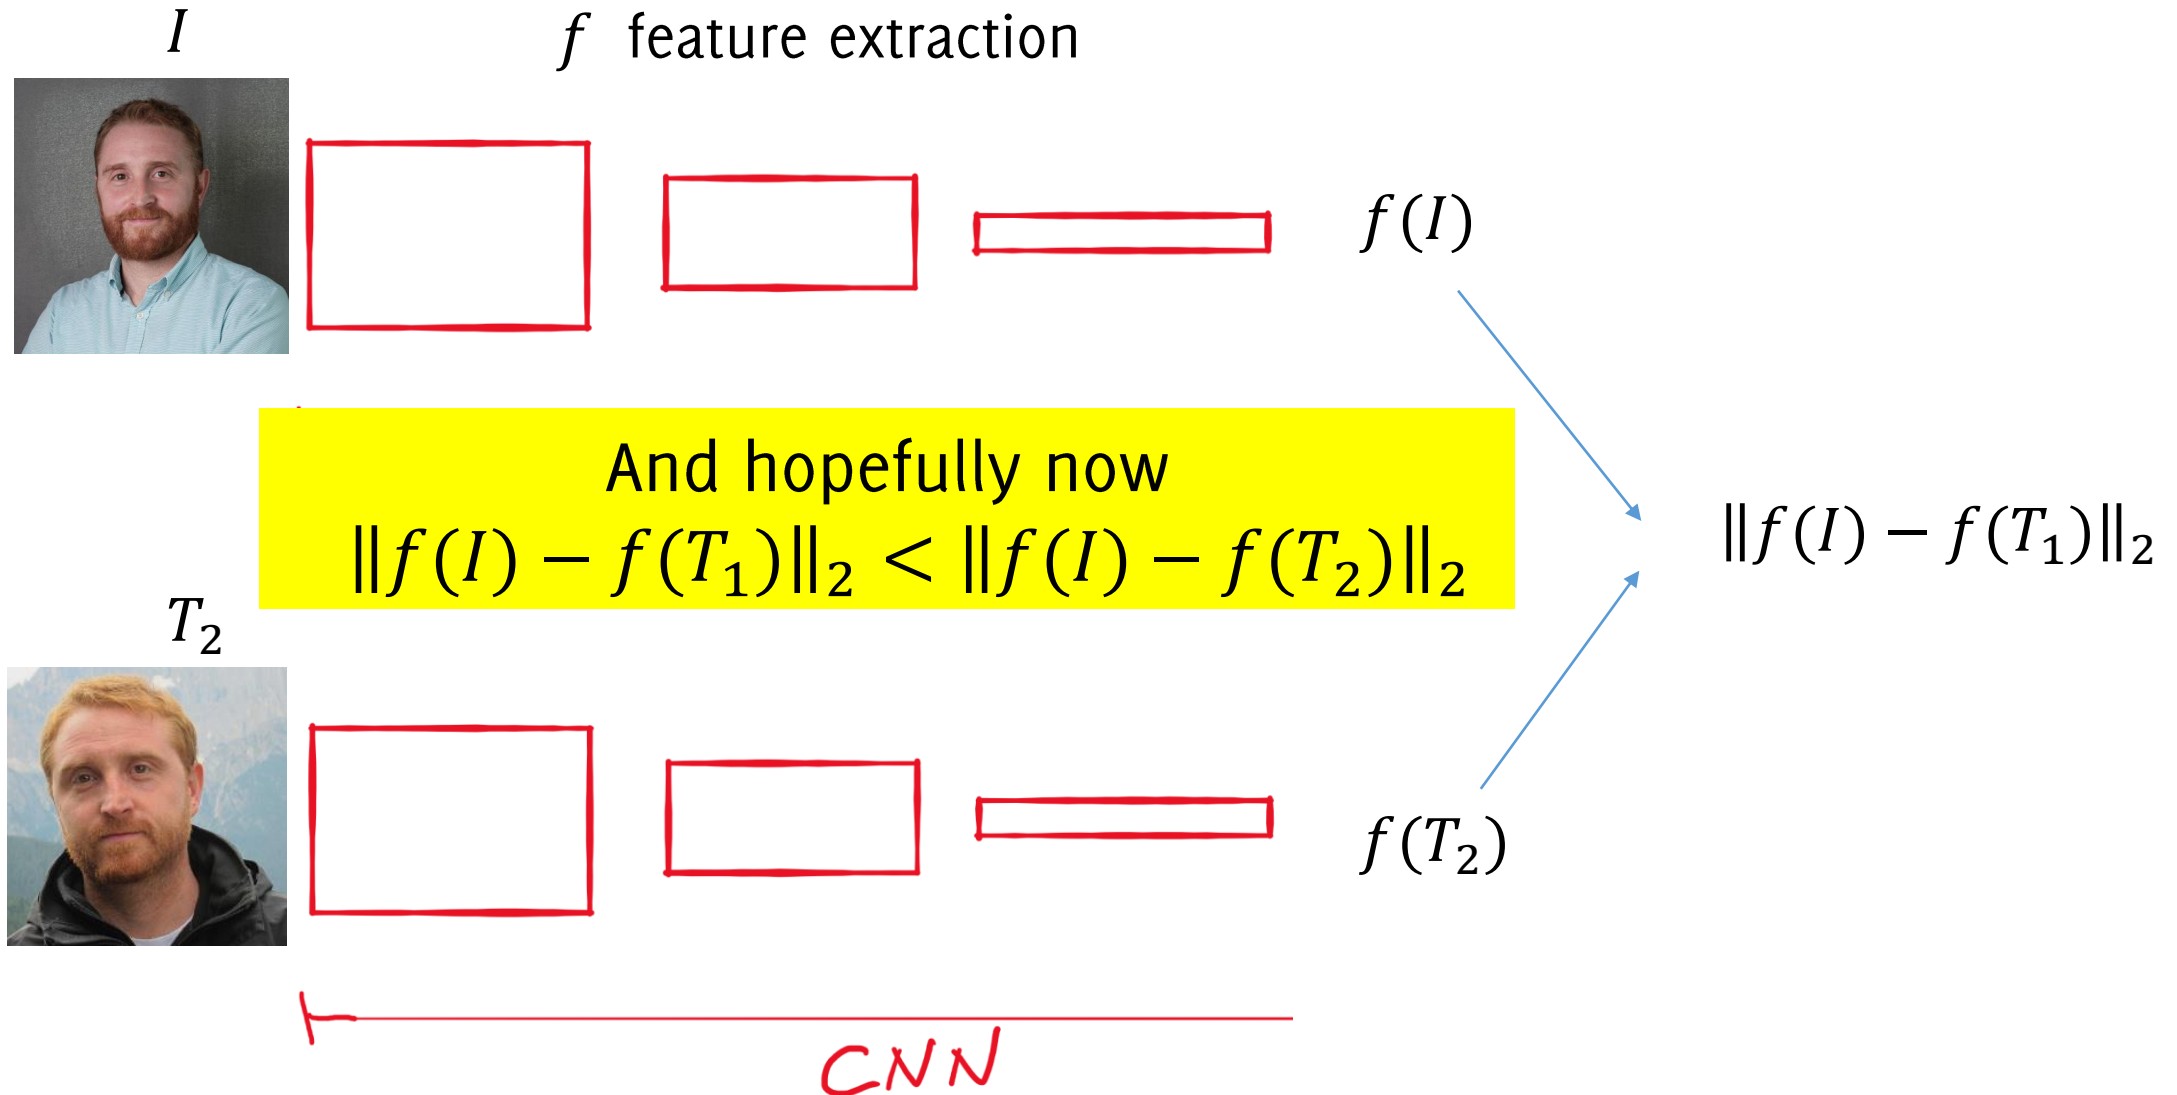 𝐼
𝑓 feature extraction
𝑓(𝐼)
And hopefully now
‖𝑓(𝐼) − 𝑓(𝑇₁)‖₂ < ‖𝑓(𝐼) − 𝑓(𝑇₂)‖₂
‖𝑓(𝐼) − 𝑓(𝑇₁)‖₂
𝑇₂
𝑓(𝑇₂)
CNN